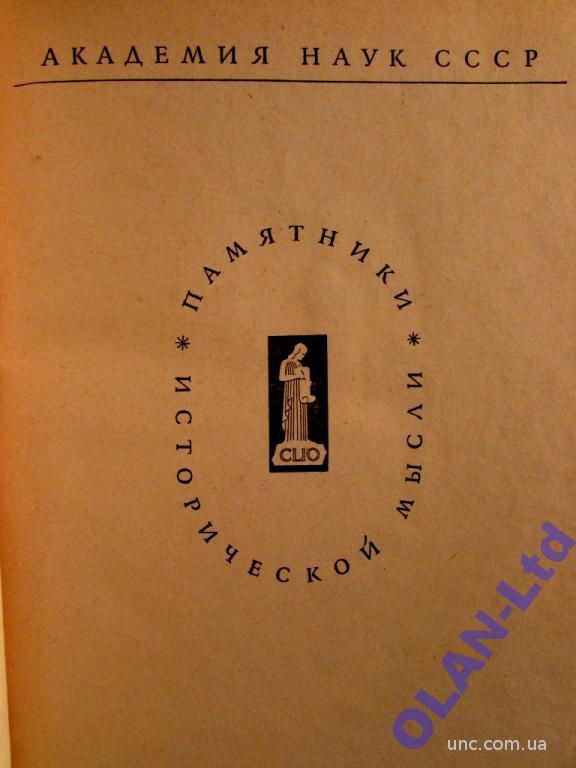 АКАДЕМИЯ НАУК СССР
ПАМЯТНИКИ
* ИСТОРИЧЕСКОЙ МЫСЛИ *
CLIO
OLAN-Ltd
unc.com.ua